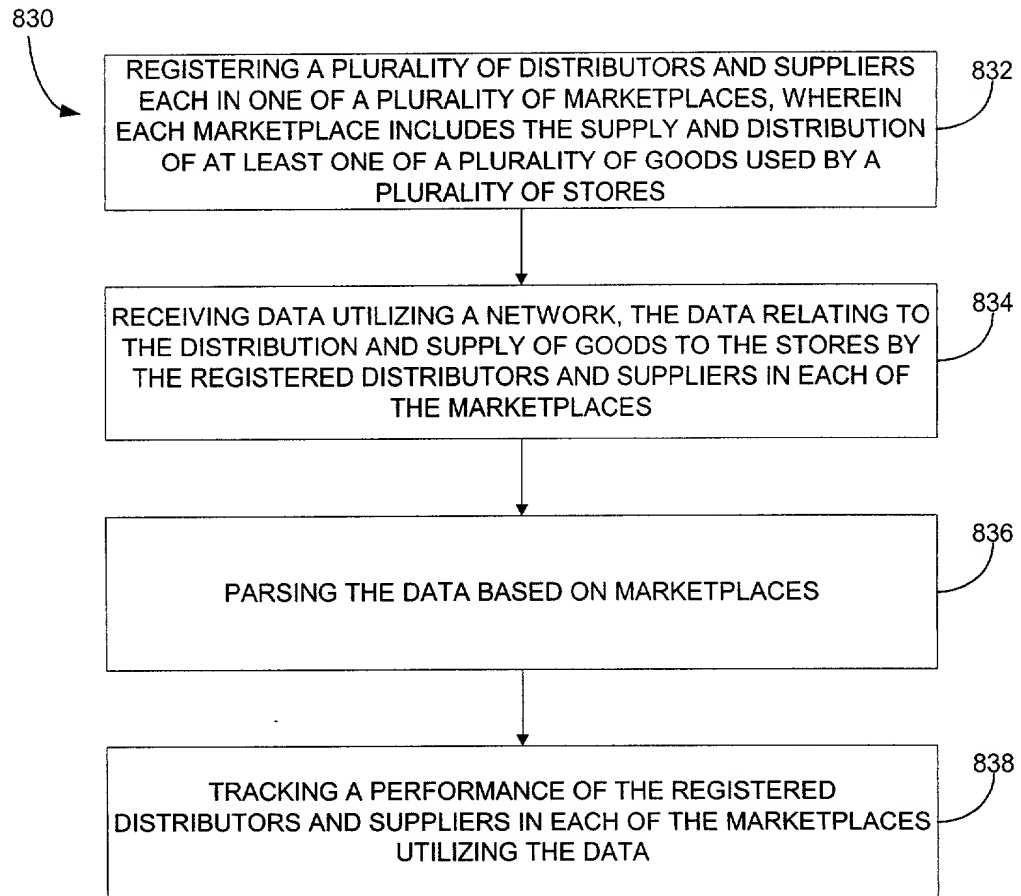 830
REGISTERING A PLURALITY OF DISTRIBUTORS AND SUPPLIERS
EACH IN ONE OF A PLURALITY OF MARKETPLACES, WHEREIN
EACH MARKETPLACE INCLUDES THE SUPPLY AND DISTRIBUTION
OF AT LEAST ONE OF A PLURALITY OF GOODS USED BY A
PLURALITY OF STORES
832
RECEIVING DATA UTILIZING A NETWORK, THE DATA RELATING TO
THE DISTRIBUTION AND SUPPLY OF GOODS TO THE STORES BY
THE REGISTERED DISTRIBUTORS AND SUPPLIERS IN EACH OF
THE MARKETPLACES
834
PARSING THE DATA BASED ON MARKETPLACES
836
TRACKING A PERFORMANCE OF THE REGISTERED
DISTRIBUTORS AND SUPPLIERS IN EACH OF THE MARKETPLACES
UTILIZING THE DATA
838